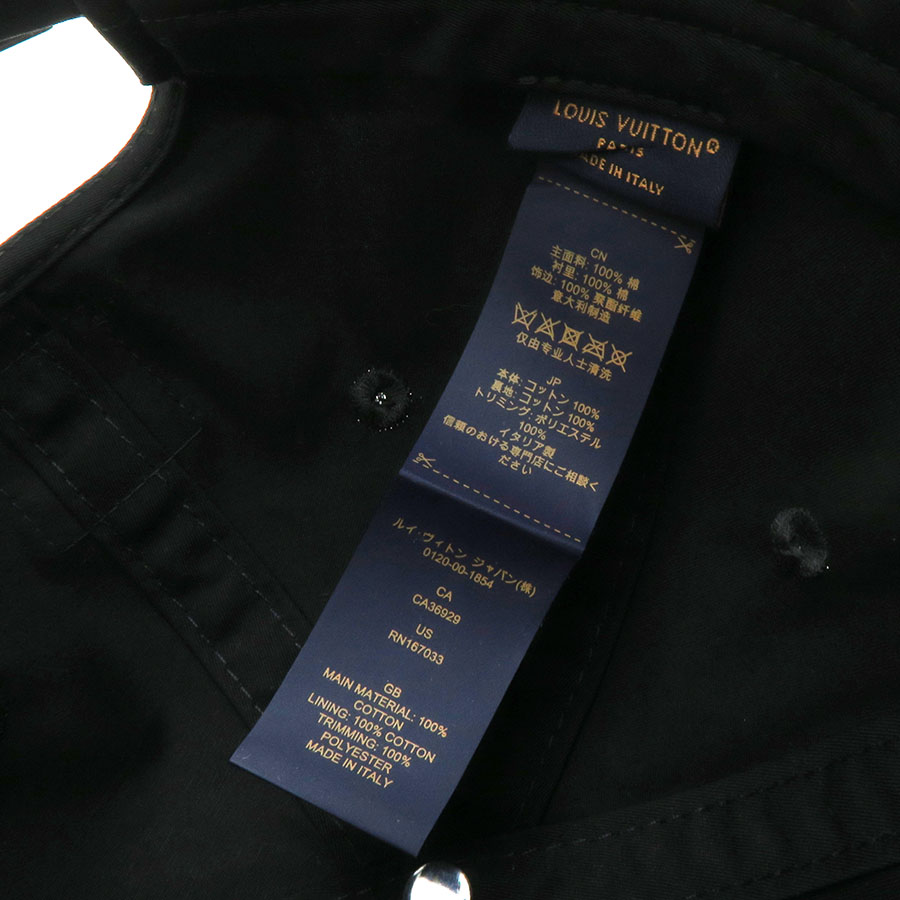 LOUIS VUITTON®
PARIS
MADE IN ITALY
CN
主面料: 100% 棉
衬里: 100% 棉
饰边: 100% 聚酯纤维
意大利制造
仅由专业人士清洗
JP
本体: コットン 100%
裏地: コットン 100%
トリミング: ポリエステル
100%
イタリア製
信頼のおける専門店にご相談く
ださい
ルイ・ヴィトン ジャパン(株)
0120-00-1854
CA
CA36929
US
RN167033
GB
MAIN MATERIAL: 100%
COTTON
LINING: 100% COTTON
TRIMMING: 100%
POLYESTER
MADE IN ITALY